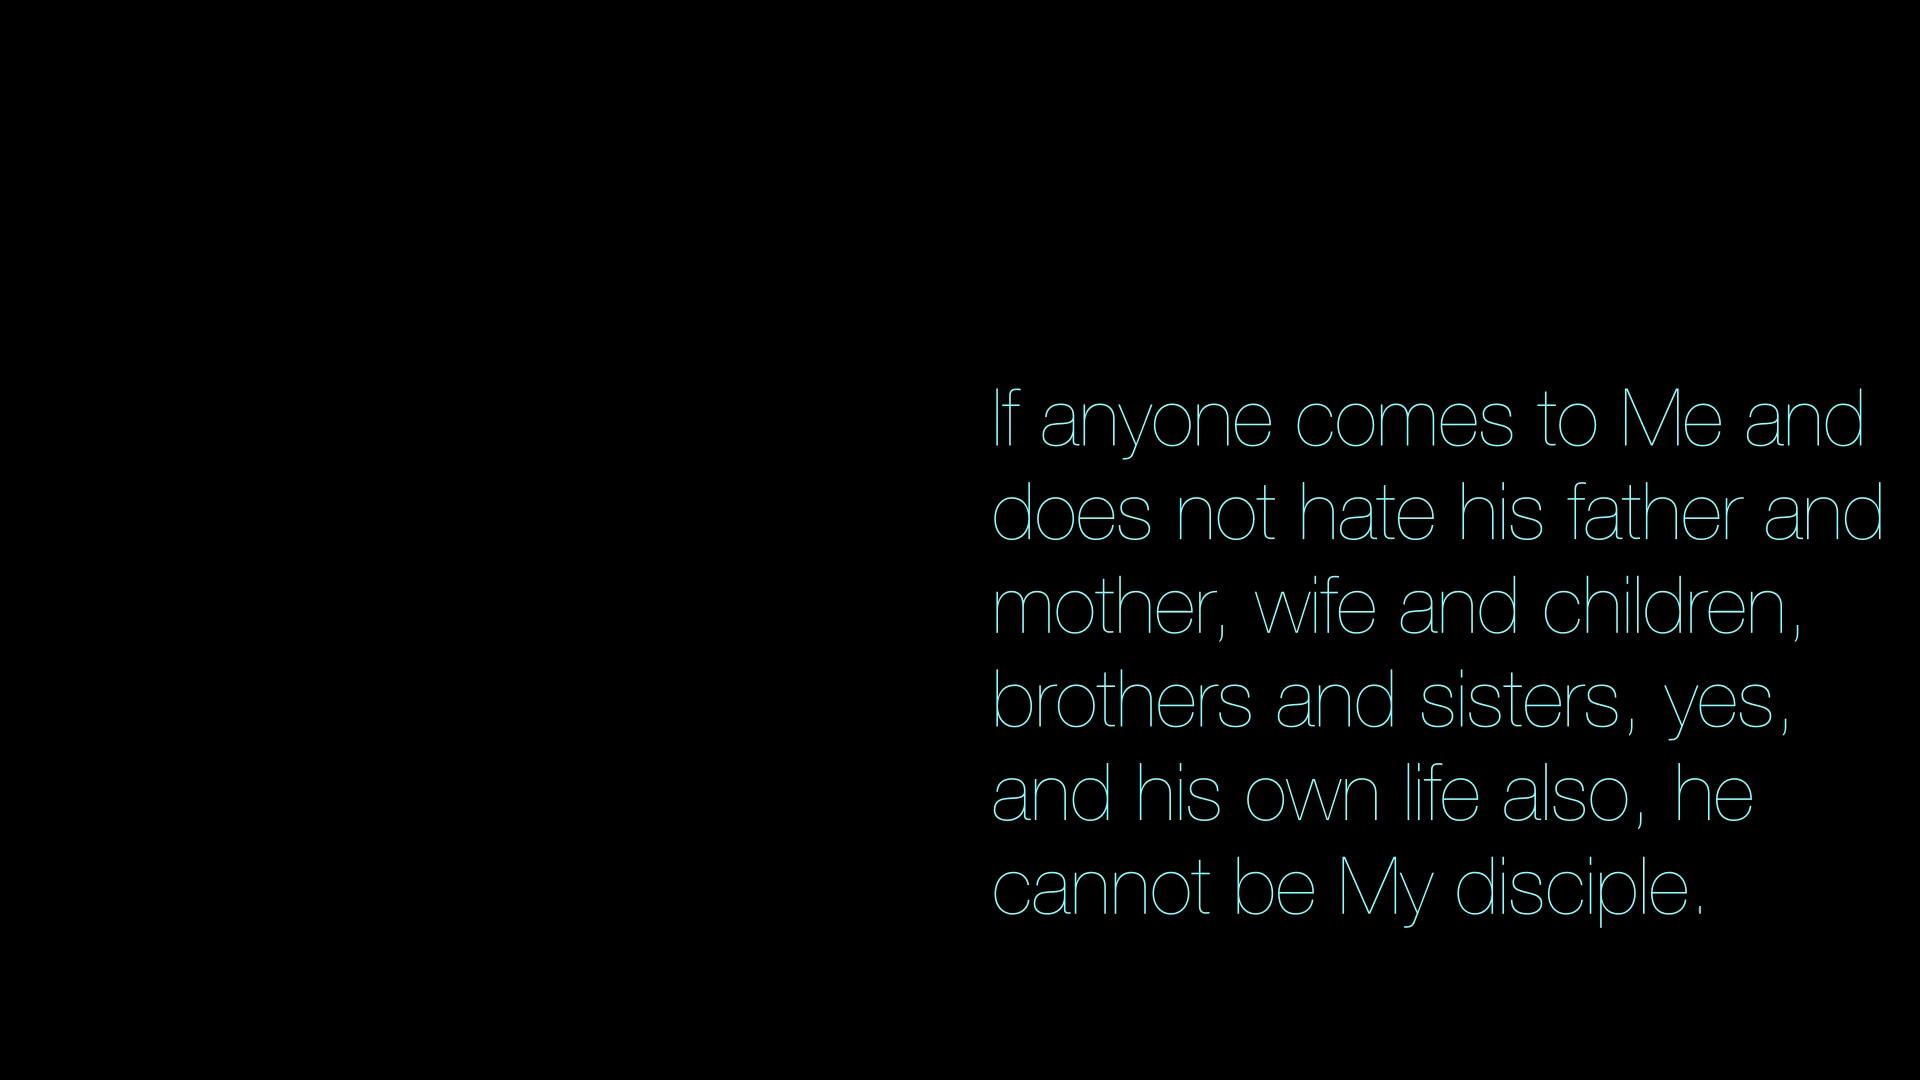 If anyone comes to Me and
does not hate his father and
mother, wife and children,
brothers and sisters, yes,
and his own life also, he
cannot be My disciple.